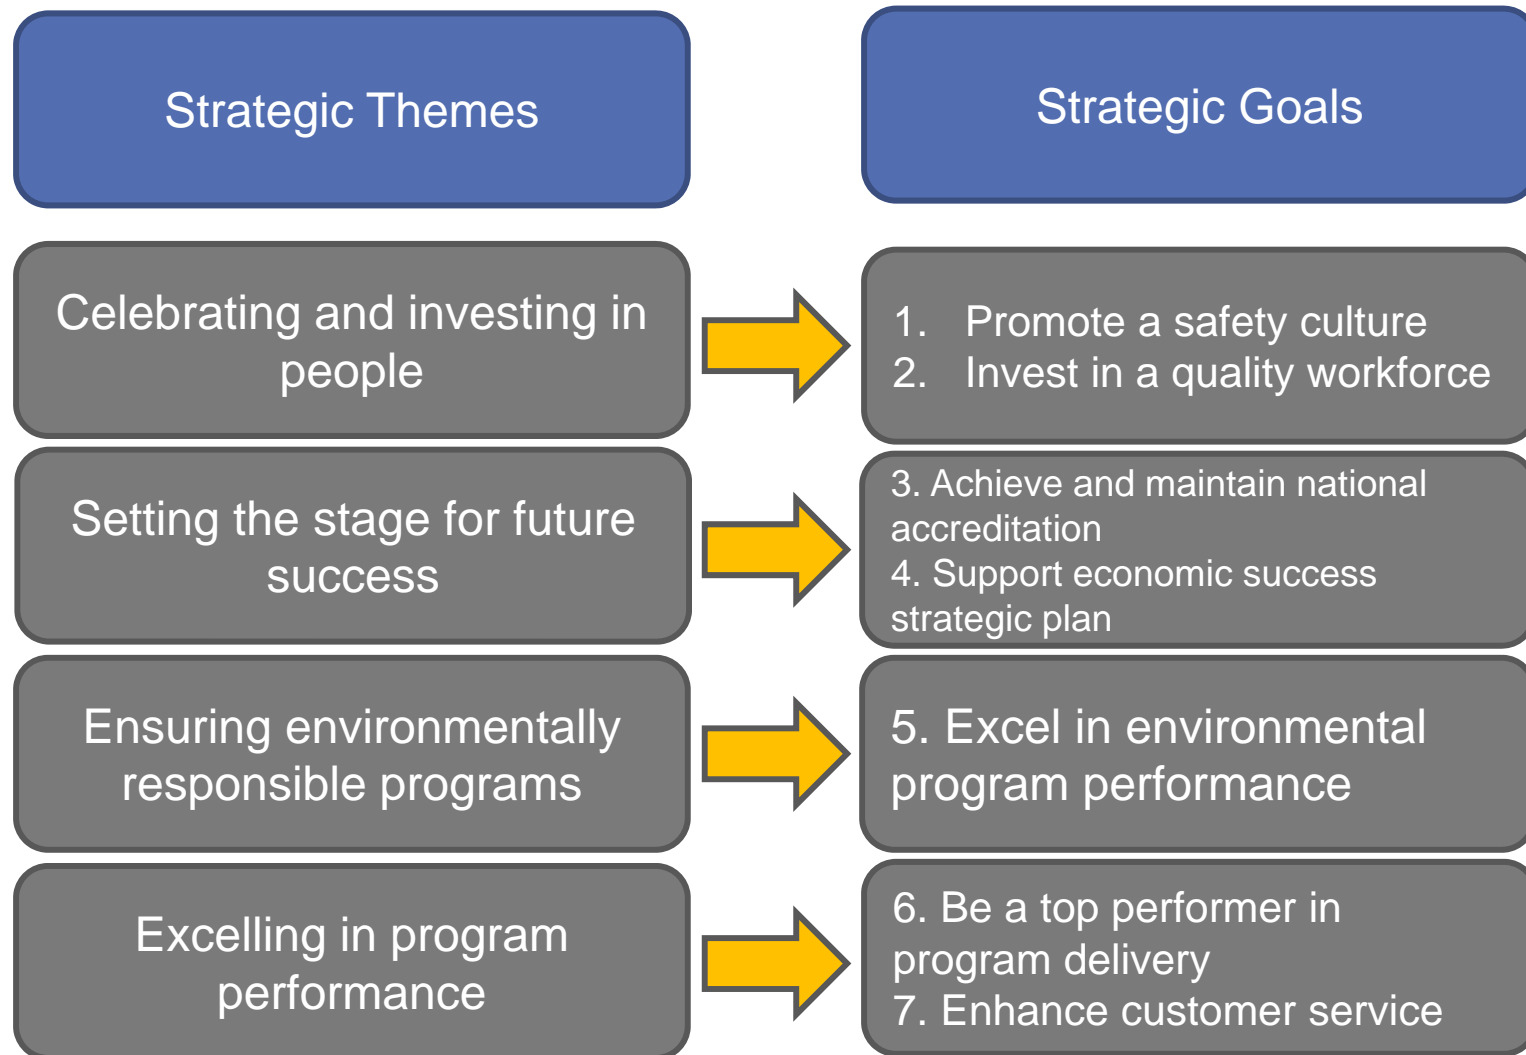 Strategic Themes
Strategic Goals
Celebrating and investing in
people
1. Promote a safety culture
2. Invest in a quality workforce
Setting the stage for future
success
3. Achieve and maintain national
accreditation
4. Support economic success
strategic plan
Ensuring environmentally
responsible programs
5. Excel in environmental
program performance
Excelling in program
performance
6. Be a top performer in
program delivery
7. Enhance customer service